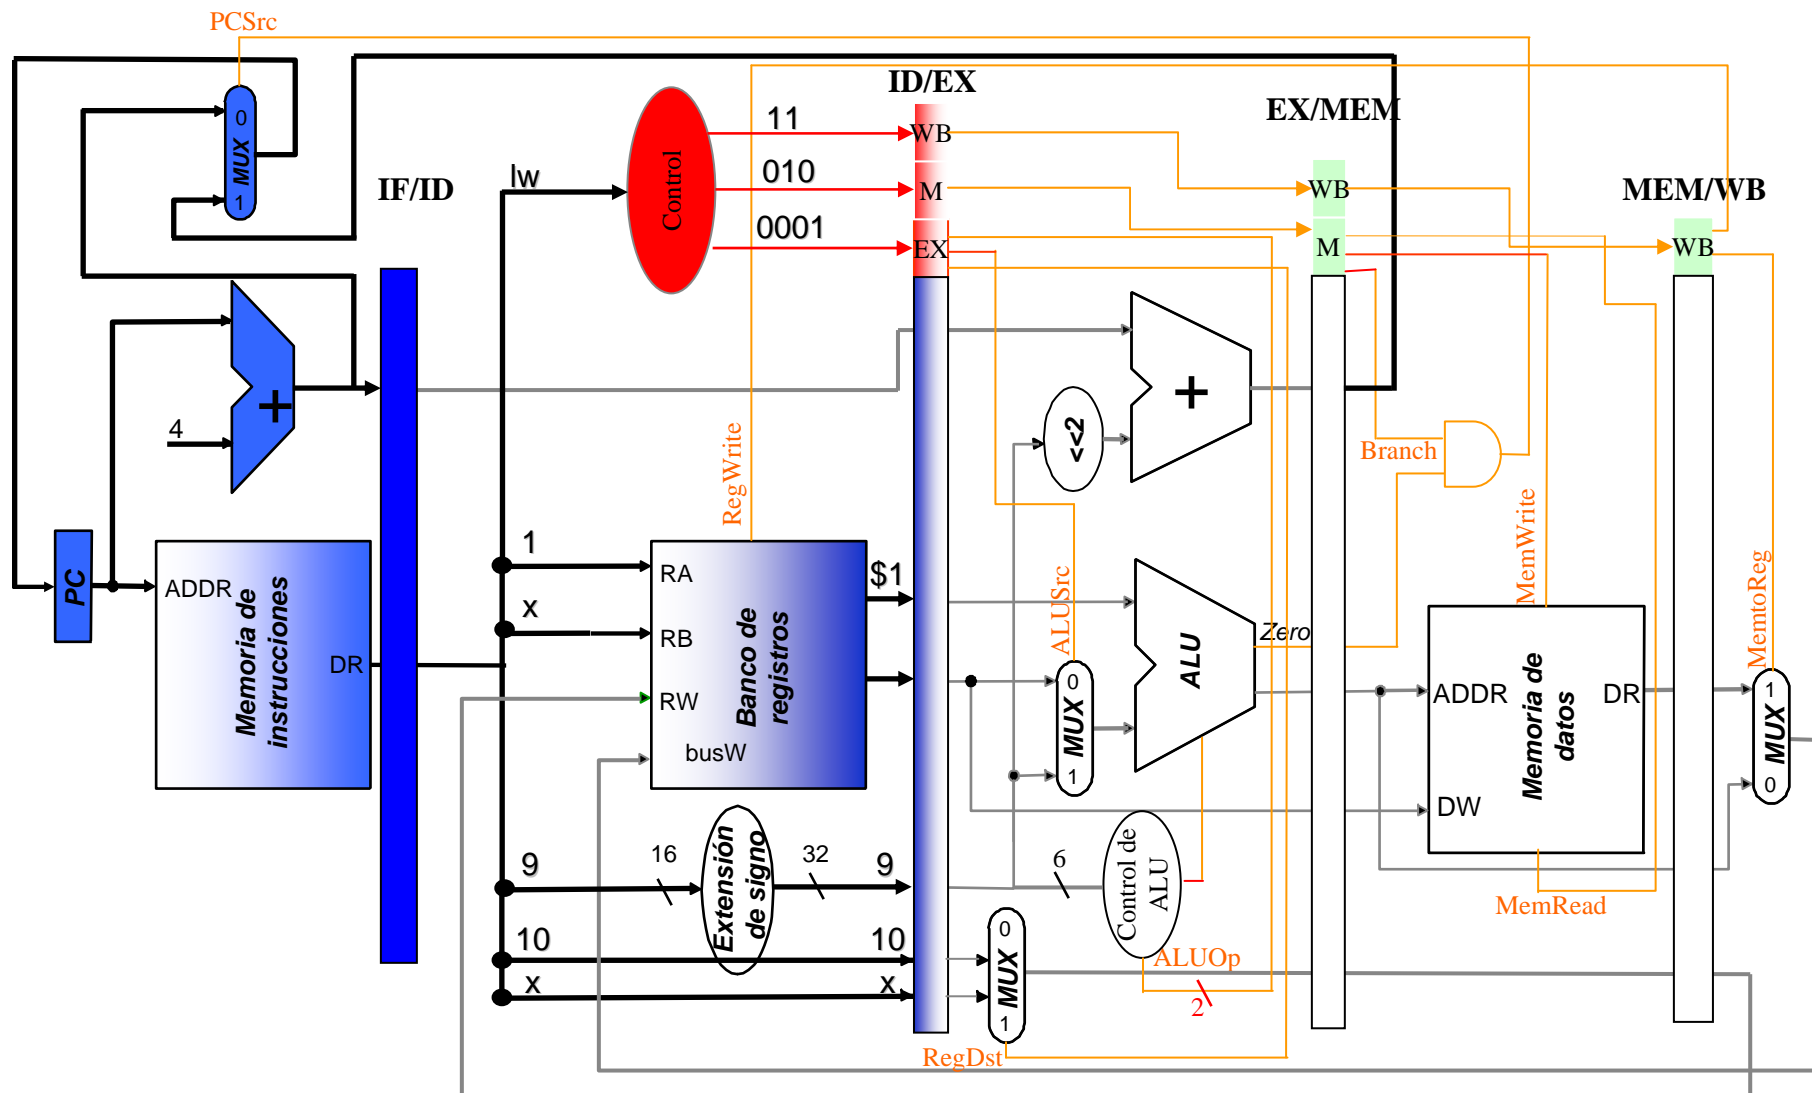 PCSrc
ID/EX
EX/MEM
IF/ID
MEM/WB
0
MUX
1
lw
Control
11
010
0001
WB
M
EX
WB
M
WB
+
4
+
<<2
Branch
RegWrite
ALUSrc
MemWrite
MemtoReg
PC
ADDR
Memoria de
instrucciones
DR
1
x
RA
RB
RW
busW
Banco de
registros
$1
0
MUX
1
ALU
Zero
ADDR
DR
DW
Memoria de
datos
1
MUX
0
9
16
Extensión
de signo
32
9
6
Control de
ALU
MemRead
10
10
x
x
0
MUX
1
ALUOp
2
RegDst